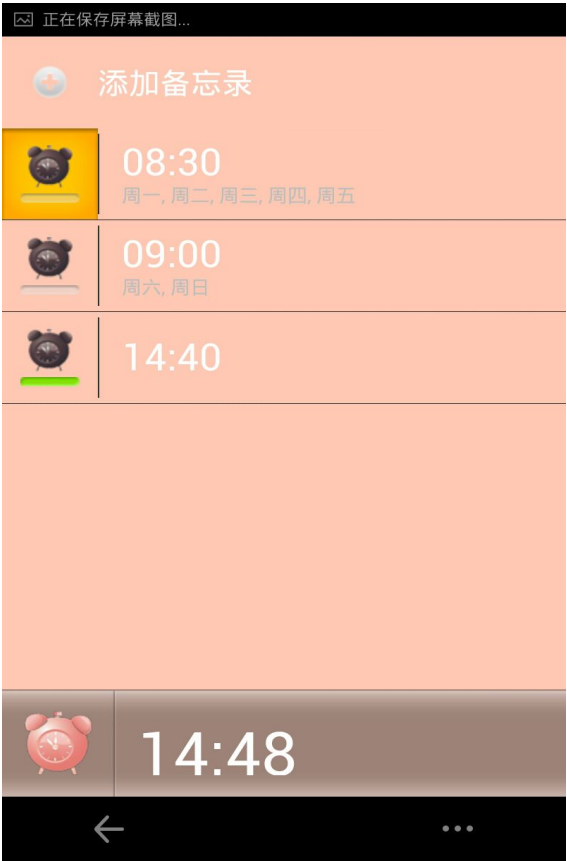 正在保存屏幕截图...
添加备忘录
08:30
周一, 周二, 周三, 周四, 周五
09:00
周六, 周日
14:40
14:48